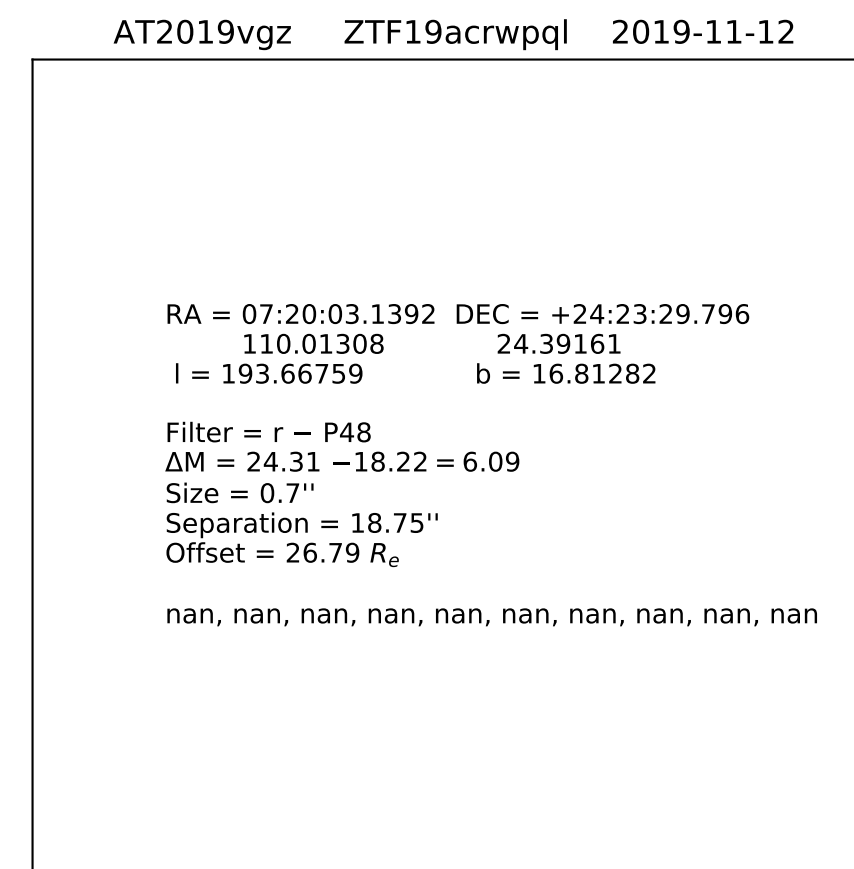 AT2019vgz ZTF19acrwpql 2019-11-12
RA = 07:20:03.1392 DEC = +24:23:29.796
110.01308 24.39161
l = 193.66759 b = 16.81282
Filter = r − P48
ΔM = 24.31 −18.22 = 6.09
Size = 0.7''
Separation = 18.75''
Offset = 26.79 Re
nan, nan, nan, nan, nan, nan, nan, nan, nan, nan